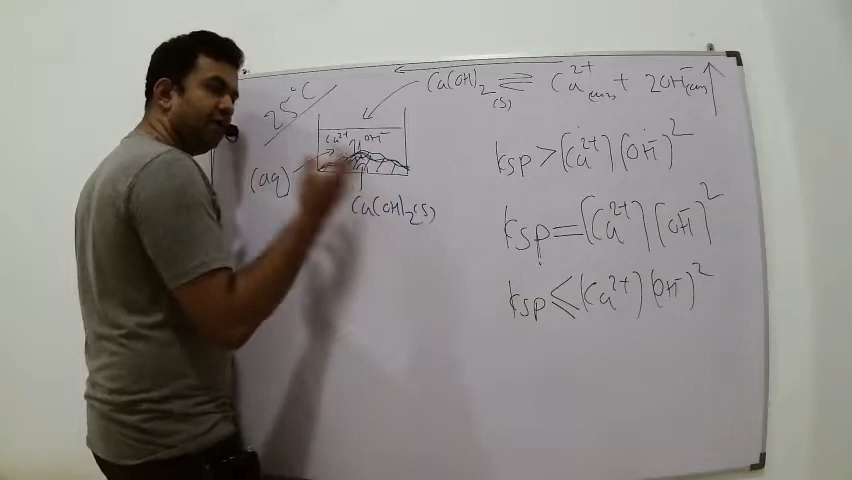 25°C
Ca(OH)₂(s) ⇌ Ca²⁺(aq) + 2OH⁻(aq)
Ca²⁺ OH⁻
(aq)
Ca(OH)₂(s)
ksp > (Ca²⁺)(OH⁻)²
ksp = (Ca²⁺)(OH⁻)²
ksp ⩽ (Ca²⁺)(OH⁻)²